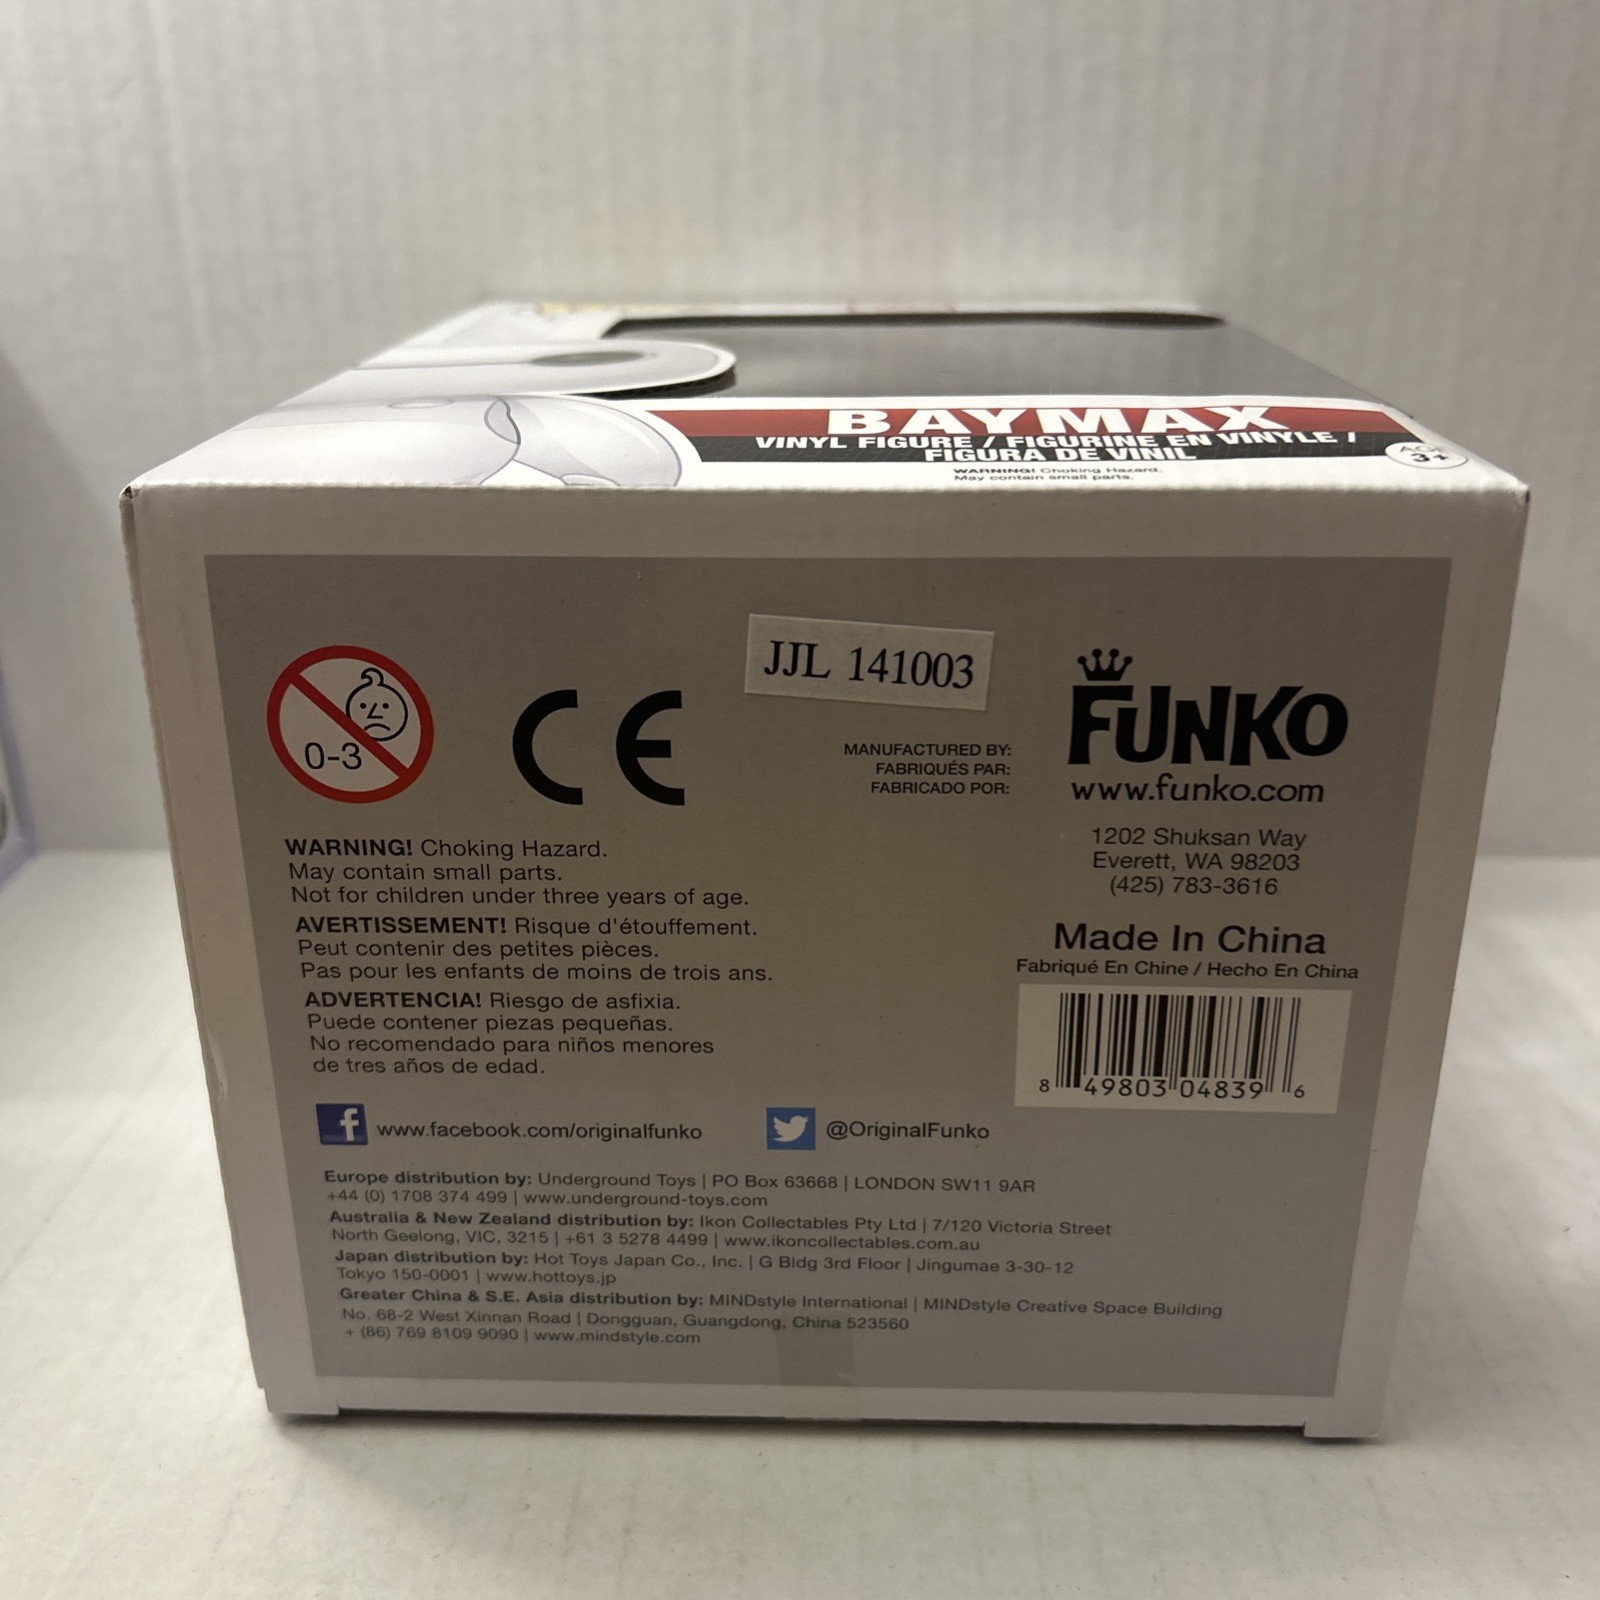 BAYMAX
VINYL FIGURE / FIGURINE EN VINYLE /
FIGURA DE VINIL
WARNING! Choking Hazard.
May contain small parts.
AGE
3+
JJL 141003
0-3
CE
MANUFACTURED BY:
FABRIQUÉS PAR:
FABRICADO POR:
FUNKO
www.funko.com
1202 Shuksan Way
Everett, WA 98203
(425) 783-3616
Made In China
Fabriqué En Chine / Hecho En China
8 49803 04839 6
WARNING! Choking Hazard.
May contain small parts.
Not for children under three years of age.
AVERTISSEMENT! Risque d'étouffement.
Peut contenir des petites pièces.
Pas pour les enfants de moins de trois ans.
ADVERTENCIA! Riesgo de asfixia.
Puede contener piezas pequeñas.
No recomendado para niños menores
de tres años de edad.
f www.facebook.com/originalfunko
@OriginalFunko
Europe distribution by: Underground Toys | PO Box 63668 | LONDON SW11 9AR
+44 (0) 1708 374 499 | www.underground-toys.com
Australia & New Zealand distribution by: Ikon Collectables Pty Ltd | 7/120 Victoria Street
North Geelong, VIC, 3215 | +61 3 5278 4499 | www.ikoncollectables.com.au
Japan distribution by: Hot Toys Japan Co., Inc. | G Bldg 3rd Floor | Jingumae 3-30-12
Tokyo 150-0001 | www.hottoys.jp
Greater China & S.E. Asia distribution by: MINDstyle International | MINDstyle Creative Space Building
No. 68-2 West Xinnan Road | Dongguan, Guangdong, China 523560
+ (86) 769 8109 9090 | www.mindstyle.com